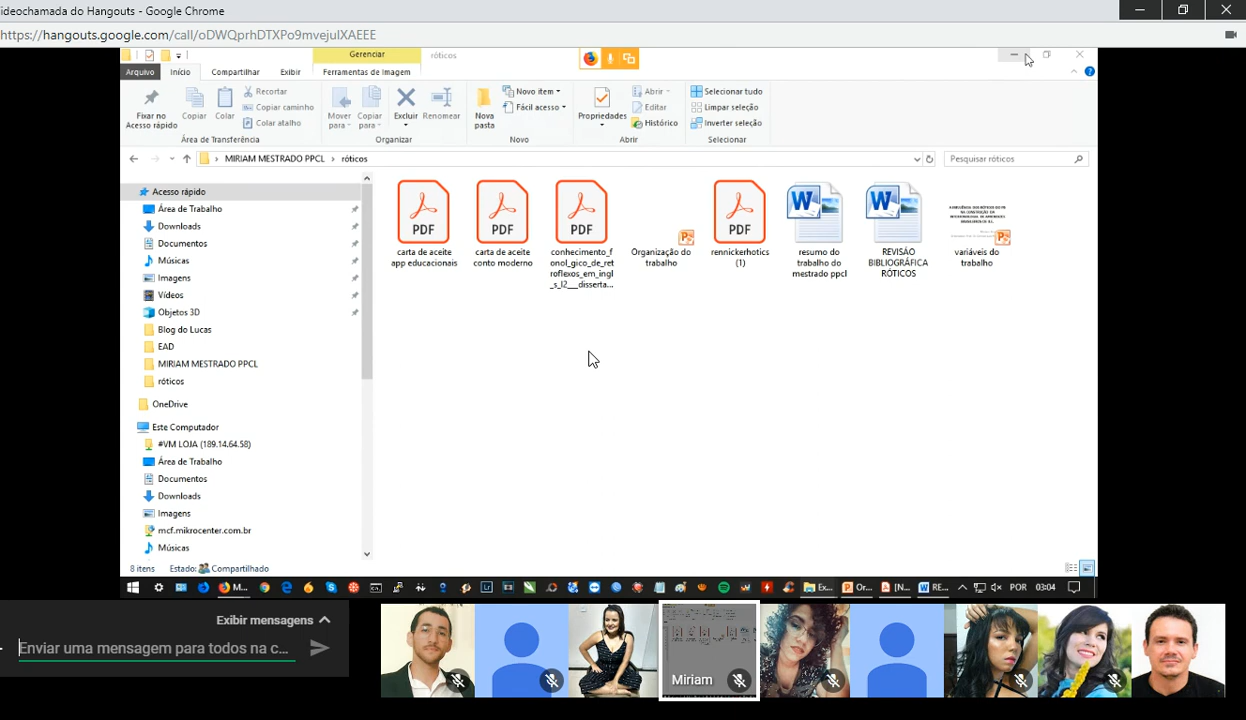 ideochamada do Hangouts - Google Chrome
https://hangouts.google.com/call/oDWQprhDTXPo9mvejuIXAEEE
Gerenciar
róticos
Arquivo
Início
Compartilhar
Exibir
Ferramentas de Imagem
Fixar no
Acesso rápido
Copiar
Colar
Recortar
Copiar caminho
Colar atalho
Área de Transferência
Mover
para
Copiar
para
Excluir
Renomear
Organizar
Nova
pasta
Novo item
Fácil acesso
Novo
Propriedades
Abrir
Editar
Histórico
Abrir
Selecionar tudo
Limpar seleção
Inverter seleção
Selecionar
MIRIAM MESTRADO PPCL > róticos
Pesquisar róticos
Acesso rápido
Área de Trabalho
Downloads
Documentos
Músicas
Imagens
Vídeos
Objetos 3D
Blog do Lucas
EAD
MIRIAM MESTRADO PPCL
róticos
OneDrive
Este Computador
#VM LOJA (189.14.64.58)
Área de Trabalho
Documentos
Downloads
Imagens
mcf.mikrocenter.com.br
Músicas
PDF
carta de aceite
app educacionais
PDF
carta de aceite
conto moderno
PDF
conhecimento_f
onol_gico_de_ret
roflexos_em_ingl
_s_l2__disserta...
Organização do
trabalho
PDF
rennickerhotics
(1)
resumo do
trabalho do
mestrado ppcl
REVISÃO
BIBLIOGRÁFICA
RÓTICOS
variáveis do
trabalho
8 itens
Estado:
Compartilhado
M...
Ex...
Or...
[N...
RE...
POR
03:04
Exibir mensagens
Enviar uma mensagem para todos na c...
Miriam